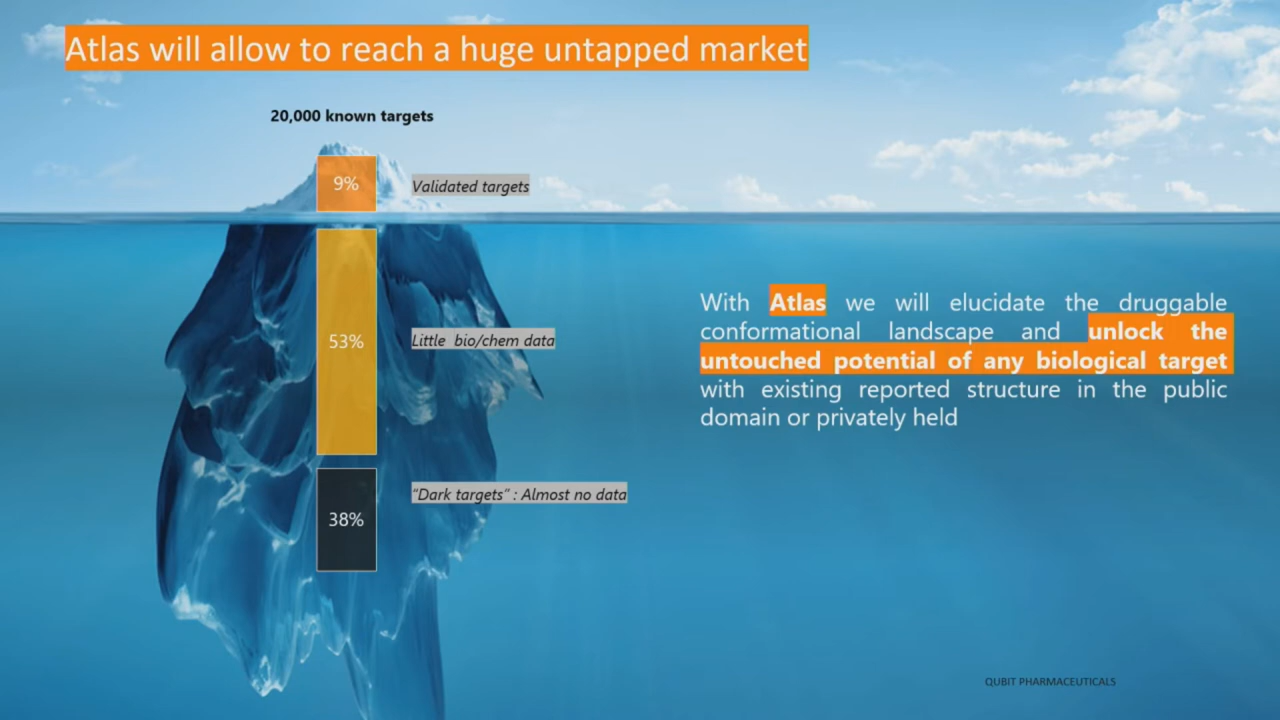 Atlas will allow to reach a huge untapped market
20,000 known targets
9%
Validated targets
53%
Little bio/chem data
38%
"Dark targets" : Almost no data
With Atlas we will elucidate the druggable
conformational landscape and unlock the
untouched potential of any biological target
with existing reported structure in the public
domain or privately held
QUBIT PHARMACEUTICALS